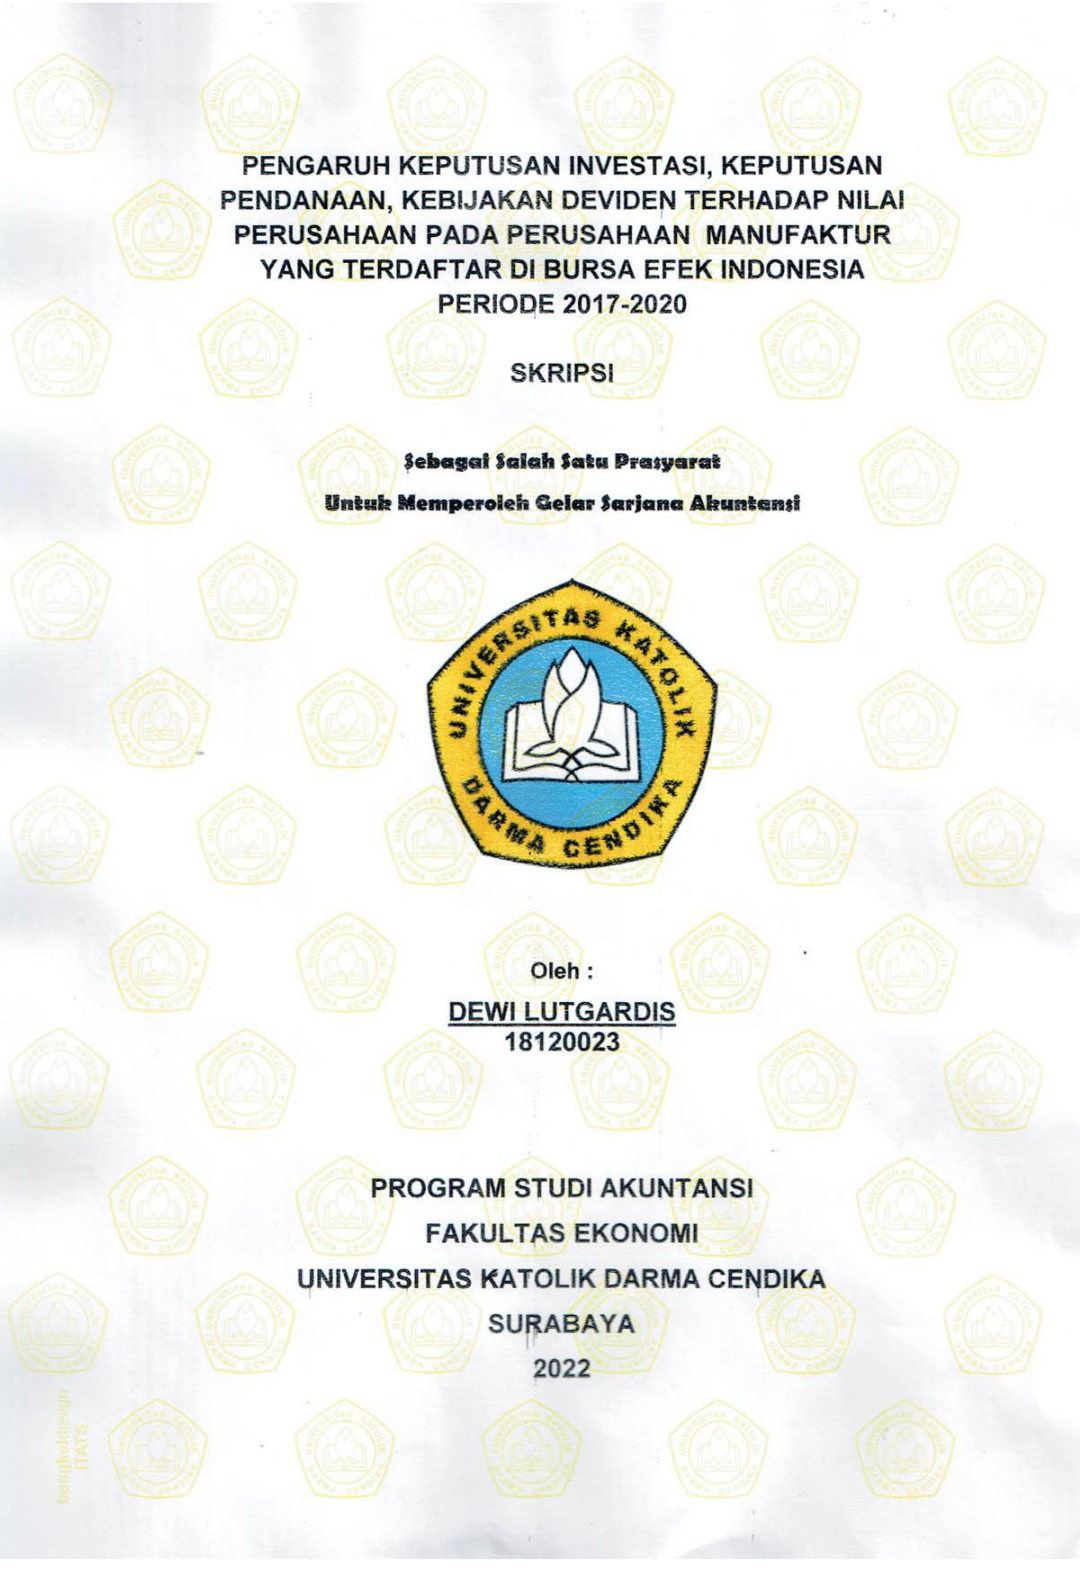 PENGARUH KEPUTUSAN INVESTASI, KEPUTUSAN
PENDANAAN, KEBIJAKAN DEVIDEN TERHADAP NILAI
PERUSAHAAN PADA PERUSAHAAN MANUFAKTUR
YANG TERDAFTAR DI BURSA EFEK INDONESIA
PERIODE 2017-2020
SKRIPSI
Sebagai Salah Satu Prasyarat
Untuk Memperoleh Gelar Sarjana Akuntansi
UNIVERSITAS KATOLIK
DARMA CENDIKA
Oleh :
DEWI LUTGARDIS
18120023
PROGRAM STUDI AKUNTANSI
FAKULTAS EKONOMI
UNIVERSITAS KATOLIK DARMA CENDIKA
SURABAYA
2022
ITATS